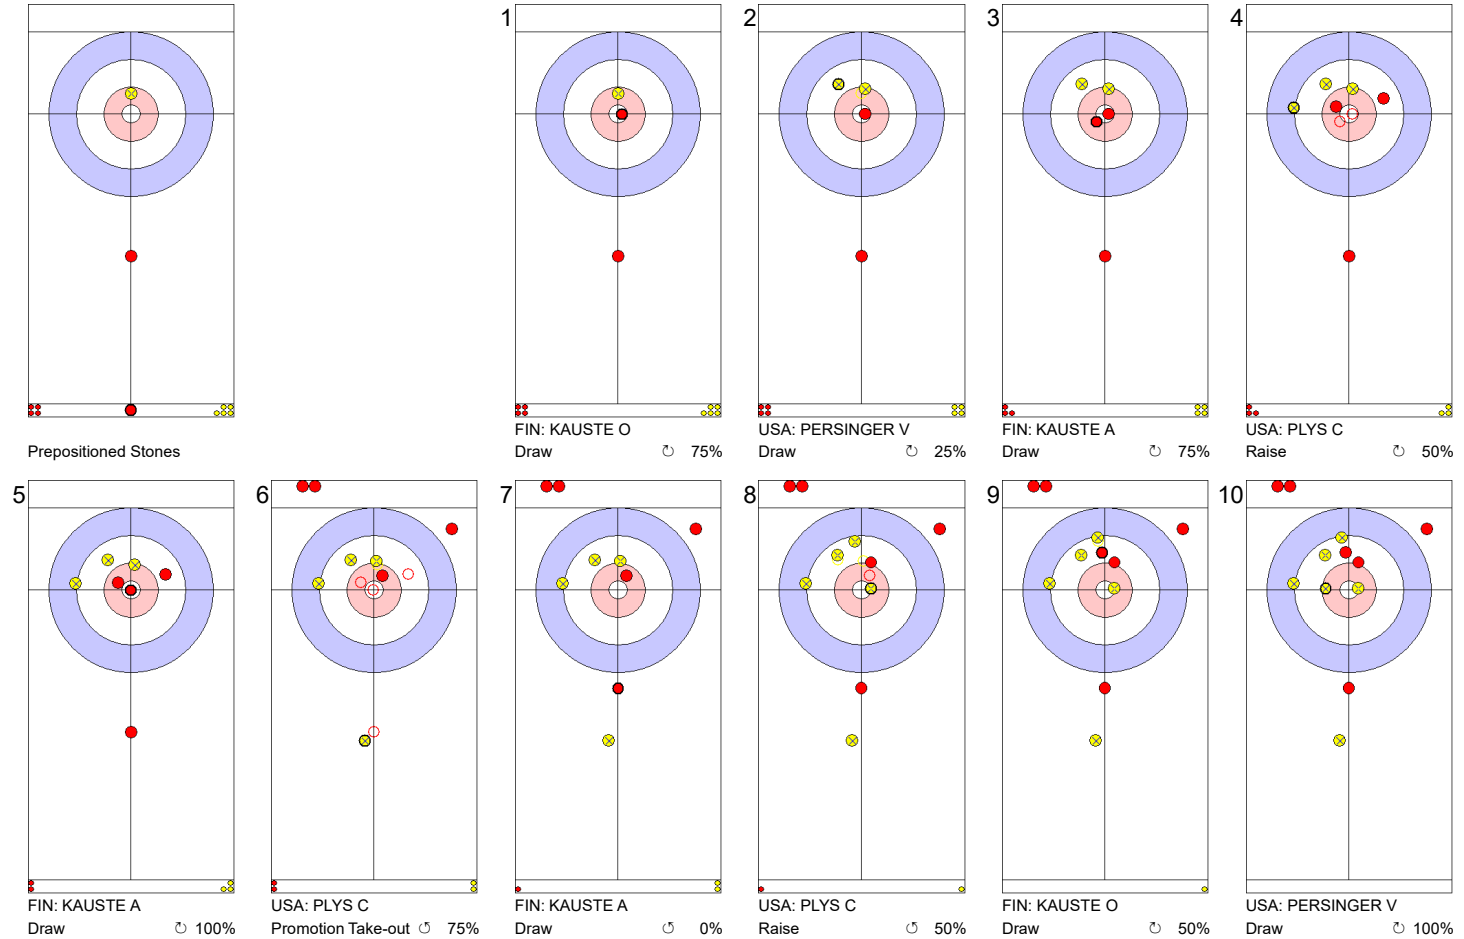 Prepositioned Stones
1
FIN: KAUSTE O
Draw ↻ 75%
2
USA: PERSINGER V
Draw ↻ 25%
3
FIN: KAUSTE A
Draw ↻ 75%
4
USA: PLYS C
Raise ↻ 50%
5
FIN: KAUSTE A
Draw ↻ 100%
6
USA: PLYS C
Promotion Take-out ↺ 75%
7
FIN: KAUSTE A
Draw ↺ 0%
8
USA: PLYS C
Raise ↺ 50%
9
FIN: KAUSTE O
Draw ↻ 50%
10
USA: PERSINGER V
Draw ↻ 100%